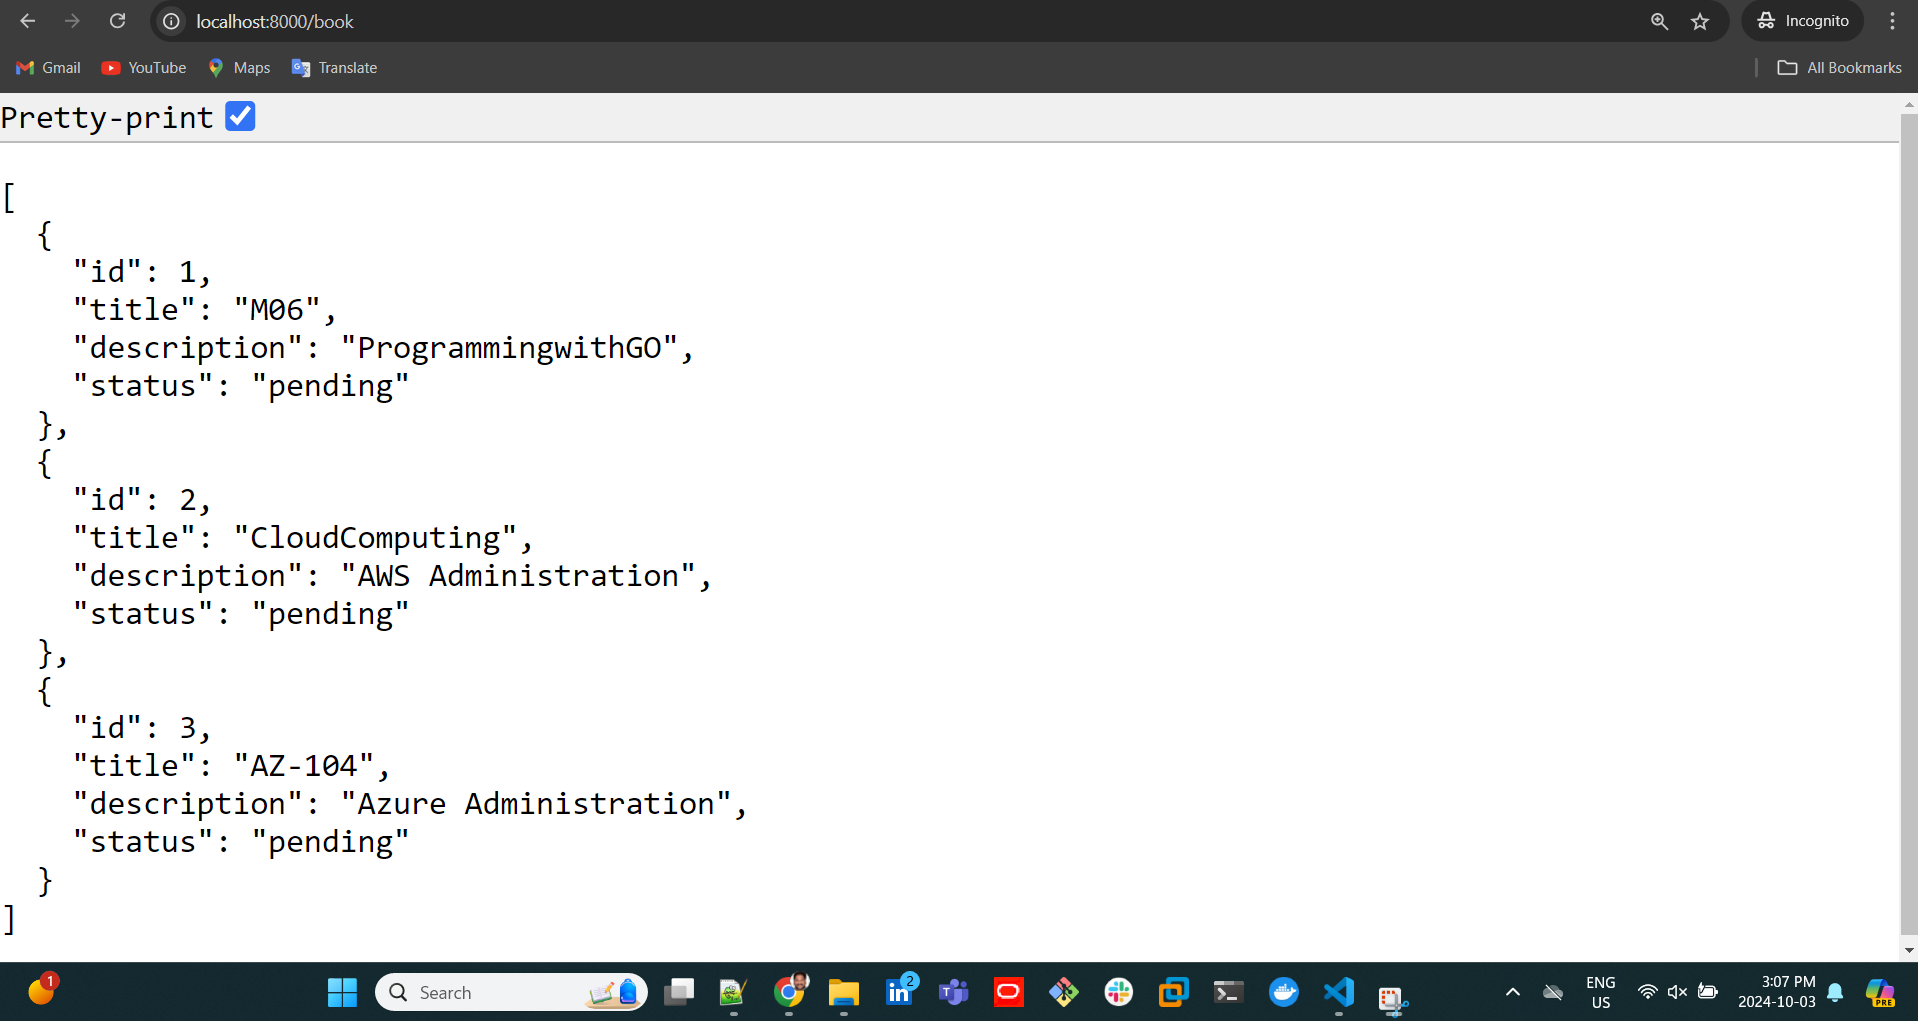 localhost:8000/book
Incognito
Gmail YouTube Maps Translate All Bookmarks
Pretty-print
[
  {
    "id": 1,
    "title": "M06",
    "description": "ProgrammingwithGO",
    "status": "pending"
  },
  {
    "id": 2,
    "title": "CloudComputing",
    "description": "AWS Administration",
    "status": "pending"
  },
  {
    "id": 3,
    "title": "AZ-104",
    "description": "Azure Administration",
    "status": "pending"
  }
]
1
Search
2
ENG
US
3:07 PM
2024-10-03
PRE